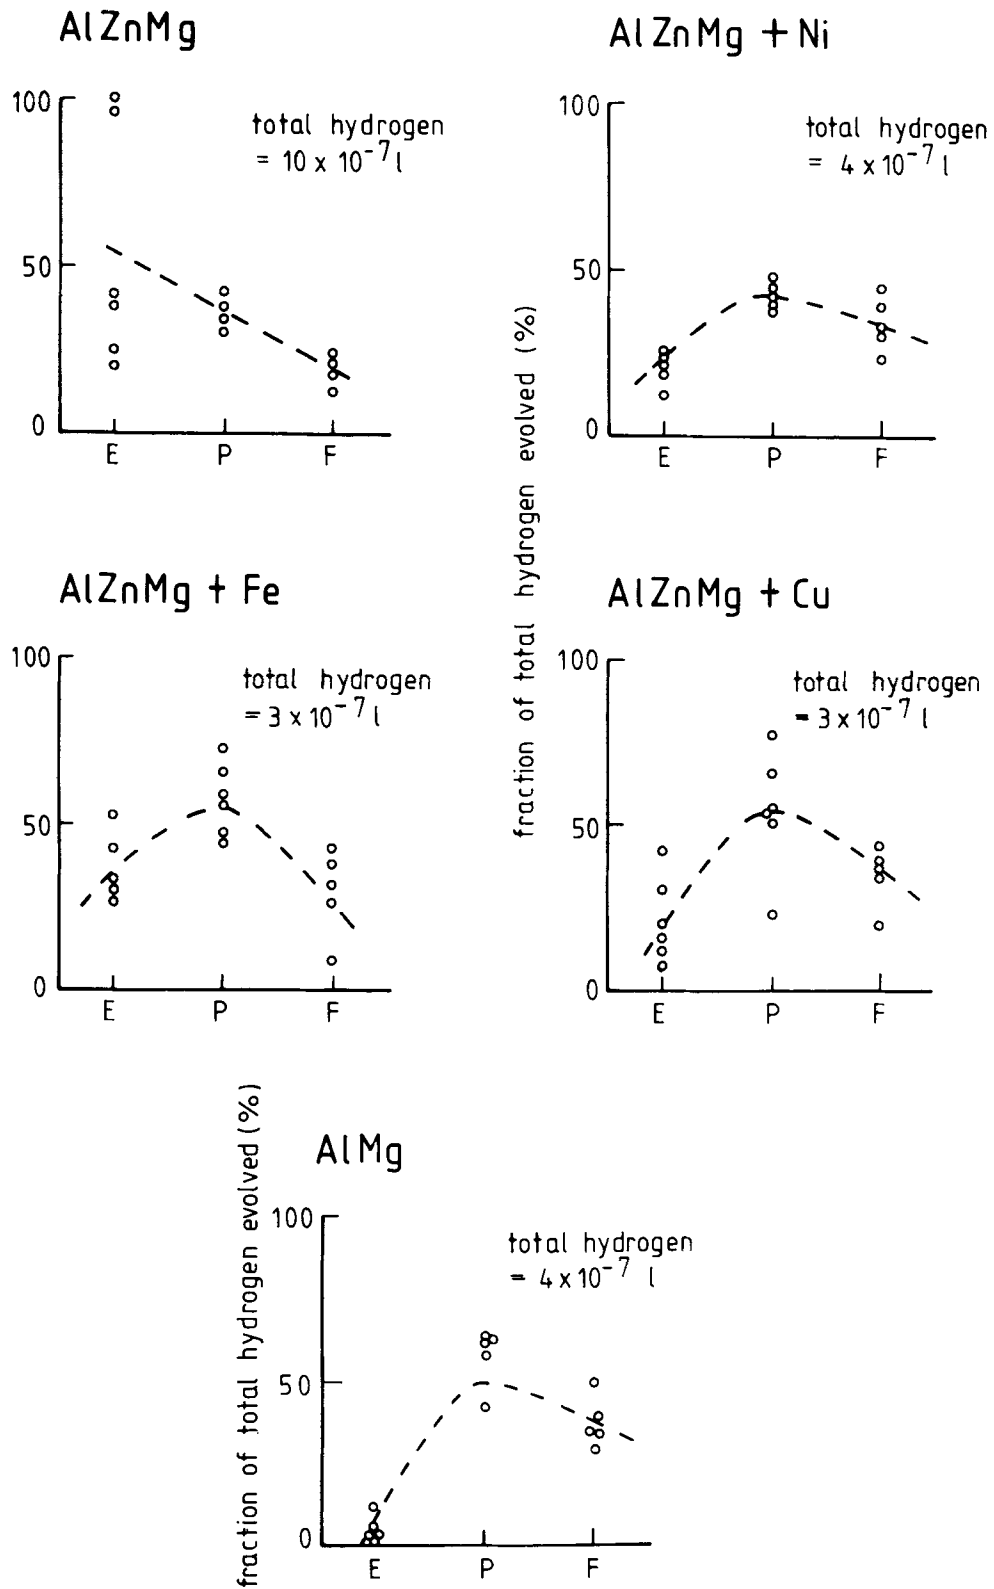 AlZnMg
100
50
0
total hydrogen
= 10 x 10⁻⁷ l
E P F
AlZnMg + Ni
100
50
0
total hydrogen
= 4 x 10⁻⁷ l
E P F
fraction of total hydrogen evolved (%)
AlZnMg + Fe
100
50
0
total hydrogen
= 3 x 10⁻⁷ l
E P F
AlZnMg + Cu
100
50
0
total hydrogen
= 3 x 10⁻⁷ l
E P F
fraction of total hydrogen evolved (%)
AlMg
100
50
0
total hydrogen
= 4 x 10⁻⁷ l
E P F